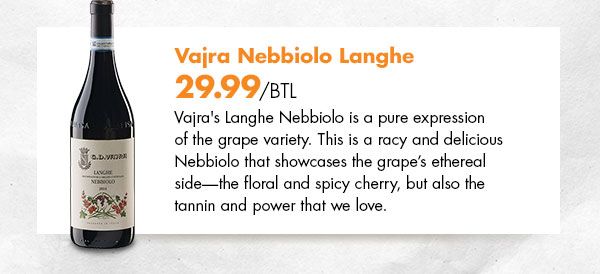 Vajra Nebbiolo Langhe
29.99/BTL
Vajra's Langhe Nebbiolo is a pure expression
of the grape variety. This is a racy and delicious
Nebbiolo that showcases the grape’s ethereal
side—the floral and spicy cherry, but also the
tannin and power that we love.
G.D. VAJRA
LANGHE
NEBBIOLO